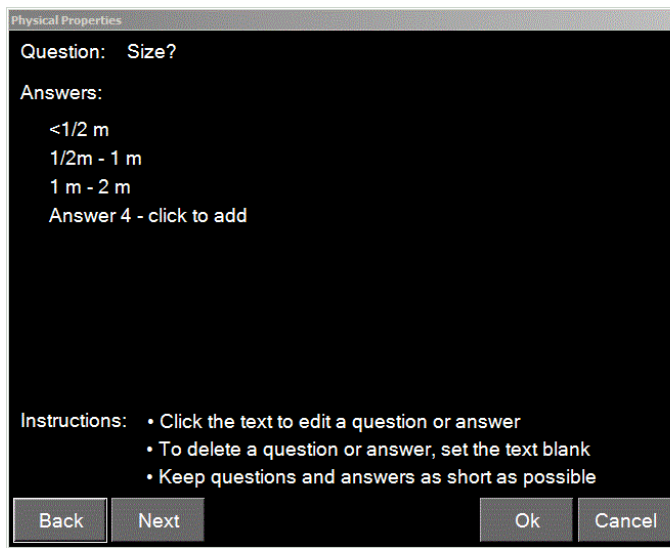 Physical Properties
Question: Size?
Answers:
<1/2 m
1/2m - 1 m
1 m - 2 m
Answer 4 - click to add
Instructions: • Click the text to edit a question or answer
• To delete a question or answer, set the text blank
• Keep questions and answers as short as possible
Back Next Ok Cancel